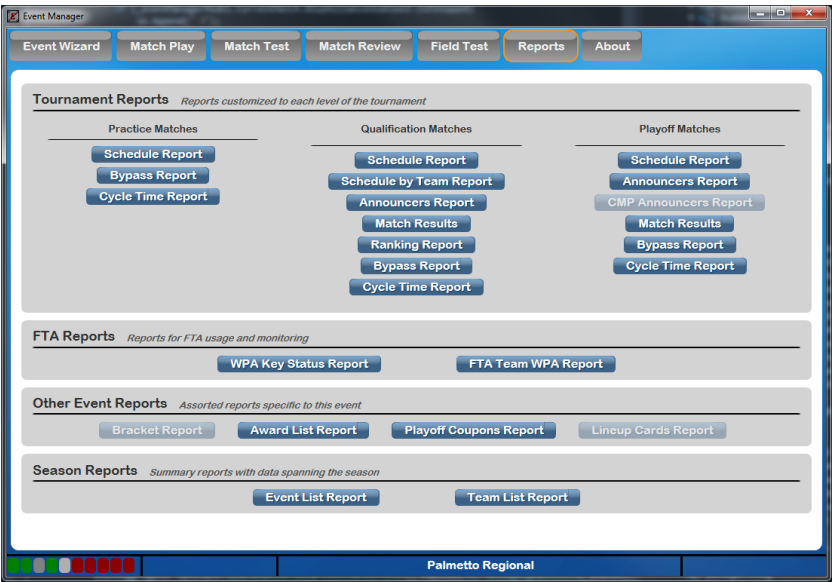 Event Manager
Event Wizard Match Play Match Test Match Review Field Test Reports About
Tournament Reports Reports customized to each level of the tournament
Practice Matches Qualification Matches Playoff Matches
Schedule Report Schedule Report Schedule Report
Bypass Report Schedule by Team Report Announcers Report
Cycle Time Report Announcers Report CMP Announcers Report
Match Results Match Results
Ranking Report Bypass Report
Bypass Report Cycle Time Report
Cycle Time Report
FTA Reports Reports for FTA usage and monitoring
WPA Key Status Report FTA Team WPA Report
Other Event Reports Assorted reports specific to this event
Bracket Report Award List Report Playoff Coupons Report Lineup Cards Report
Season Reports Summary reports with data spanning the season
Event List Report Team List Report
Palmetto Regional